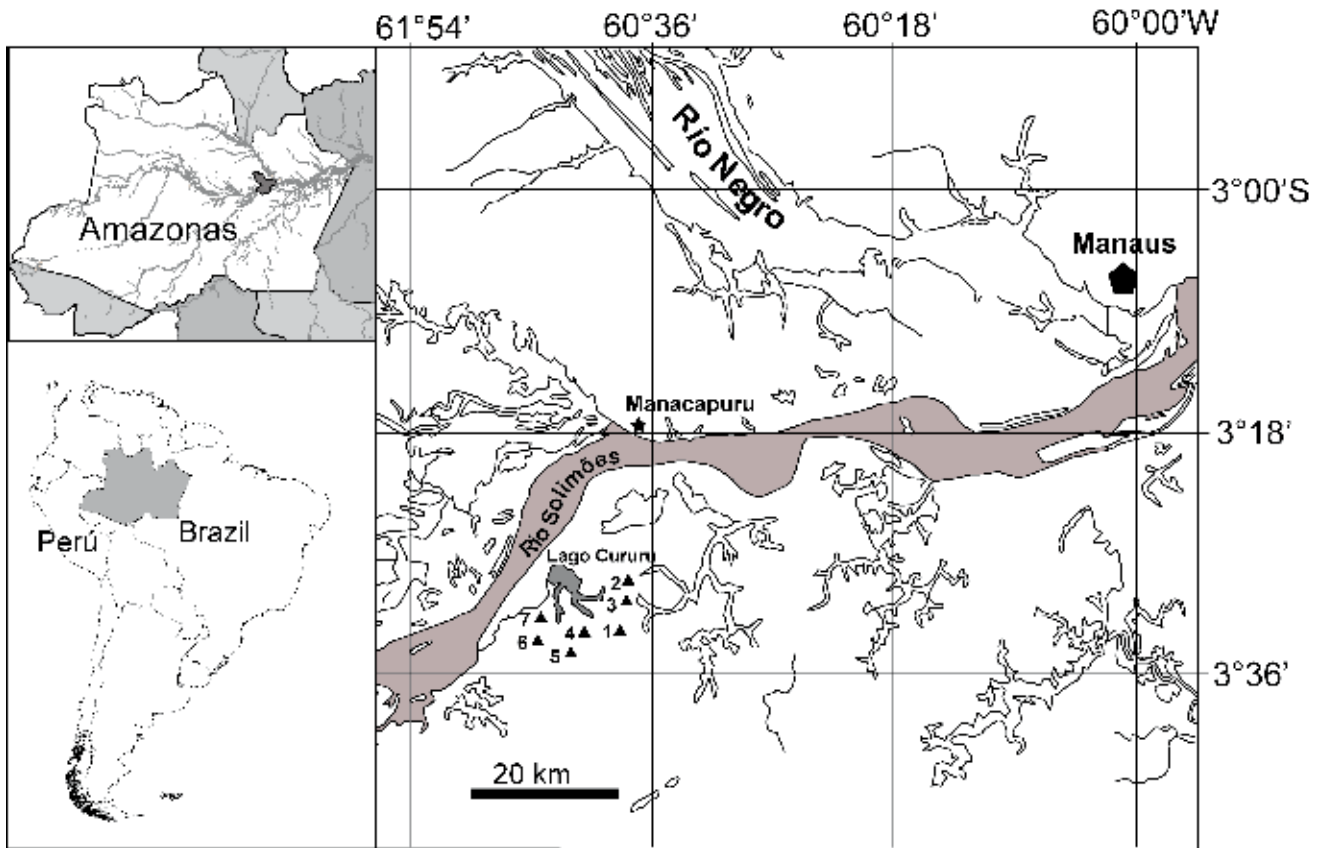 61°54' 60°36' 60°18' 60°00'W
Amazonas
Perú
Brazil
Río Negro
3°00'S
Manaus
Manacapuru
3°18'
Rio Solimões
Lago Cururu
2
3
7
4
1
6
5
3°36'
20 km